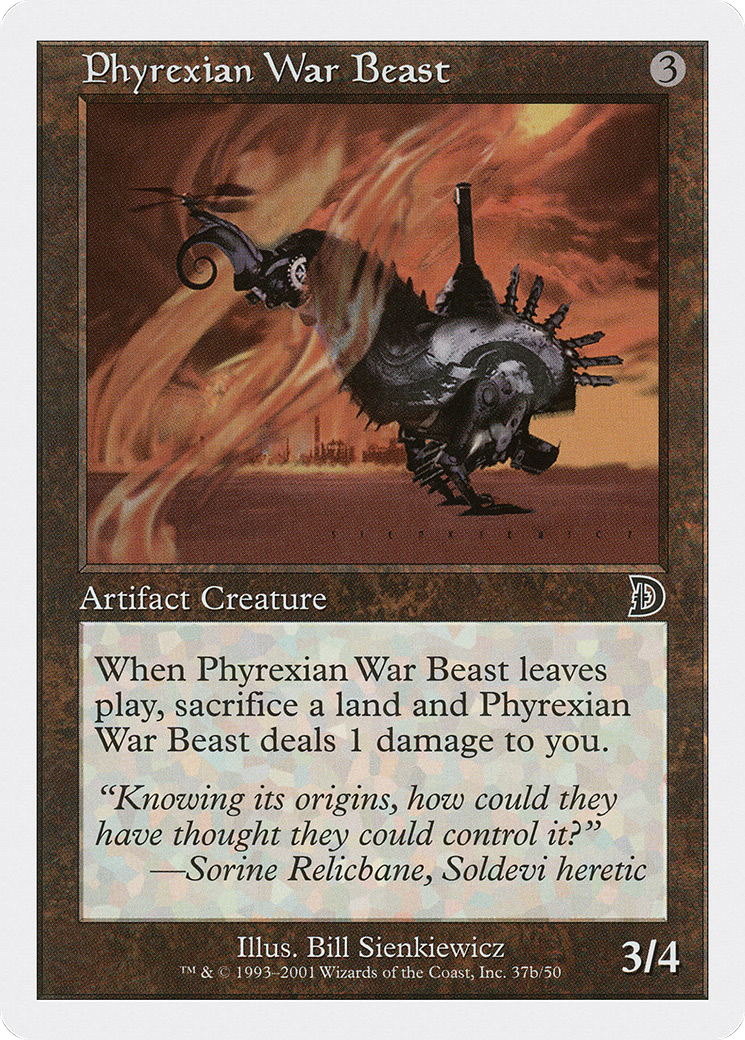 Phyrexian War Beast
3
sienkiewicz
Artifact Creature
When Phyrexian War Beast leaves
play, sacrifice a land and Phyrexian
War Beast deals 1 damage to you.
“Knowing its origins, how could they
have thought they could control it?”
—Sorine Relicbane, Soldevi heretic
Illus. Bill Sienkiewicz
™ & © 1993–2001 Wizards of the Coast, Inc. 37b/50
3/4